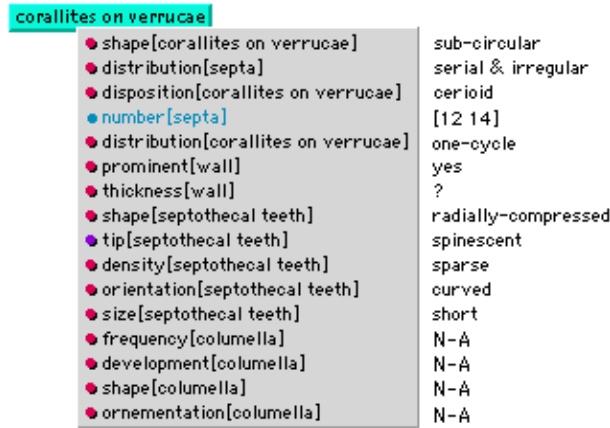 corallites on verrucae
shape[corallites on verrucae] sub-circular
distribution[septa] serial & irregular
disposition[corallites on verrucae] cerioid
number[septa] [12 14]
distribution[corallites on verrucae] one-cycle
prominent[wall] yes
thickness[wall] ?
shape[septothecal teeth] radially-compressed
tip[septothecal teeth] spinescent
density[septothecal teeth] sparse
orientation[septothecal teeth] curved
size[septothecal teeth] short
frequency[columella] N-A
development[columella] N-A
shape[columella] N-A
ornementation[columella] N-A